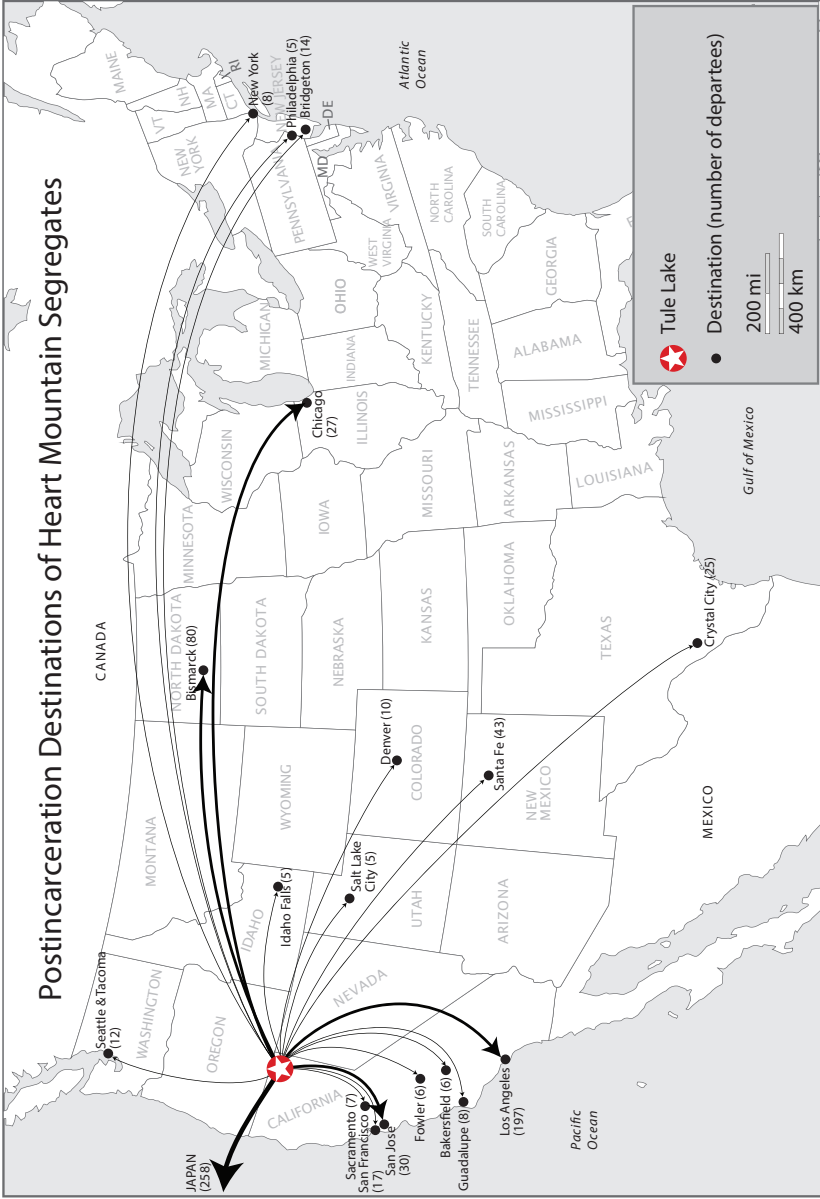 Postincarceration Destinations of Heart Mountain Segregates
CANADA
MAINE
VT
NH
MA
CT
RI
NEW
YORK
New York
(8)
NEW JERSEY
Philadelphia (5)
Bridgeton (14)
DE
MD
PENNSYLVANIA
Atlantic
Ocean
WEST
VIRGINIA
VIRGINIA
NORTH
CAROLINA
SOUTH
CAROLINA
GEORGIA
OHIO
MICHIGAN
INDIANA
KENTUCKY
TENNESSEE
ALABAMA
MISSISSIPPI
Chicago
(27)
ILLINOIS
WISCONSIN
MINNESOTA
IOWA
MISSOURI
ARKANSAS
LOUISIANA
Gulf of Mexico
NORTH DAKOTA
Bismarck (80)
SOUTH DAKOTA
NEBRASKA
KANSAS
OKLAHOMA
TEXAS
Crystal City (25)
MONTANA
WYOMING
Denver (10)
COLORADO
Santa Fe (43)
NEW
MEXICO
MEXICO
IDAHO
Idaho Falls (5)
Salt Lake
City (5)
UTAH
ARIZONA
Seattle & Tacoma
(12)
WASHINGTON
OREGON
NEVADA
CALIFORNIA
JAPAN
(258)
Sacramento (7)
San Francisco
(17)
San Jose
(30)
Fowler (6)
Bakersfield (6)
Guadalupe (8)
Los Angeles
(197)
Pacific
Ocean
Tule Lake
Destination (number of departees)
200 mi
400 km